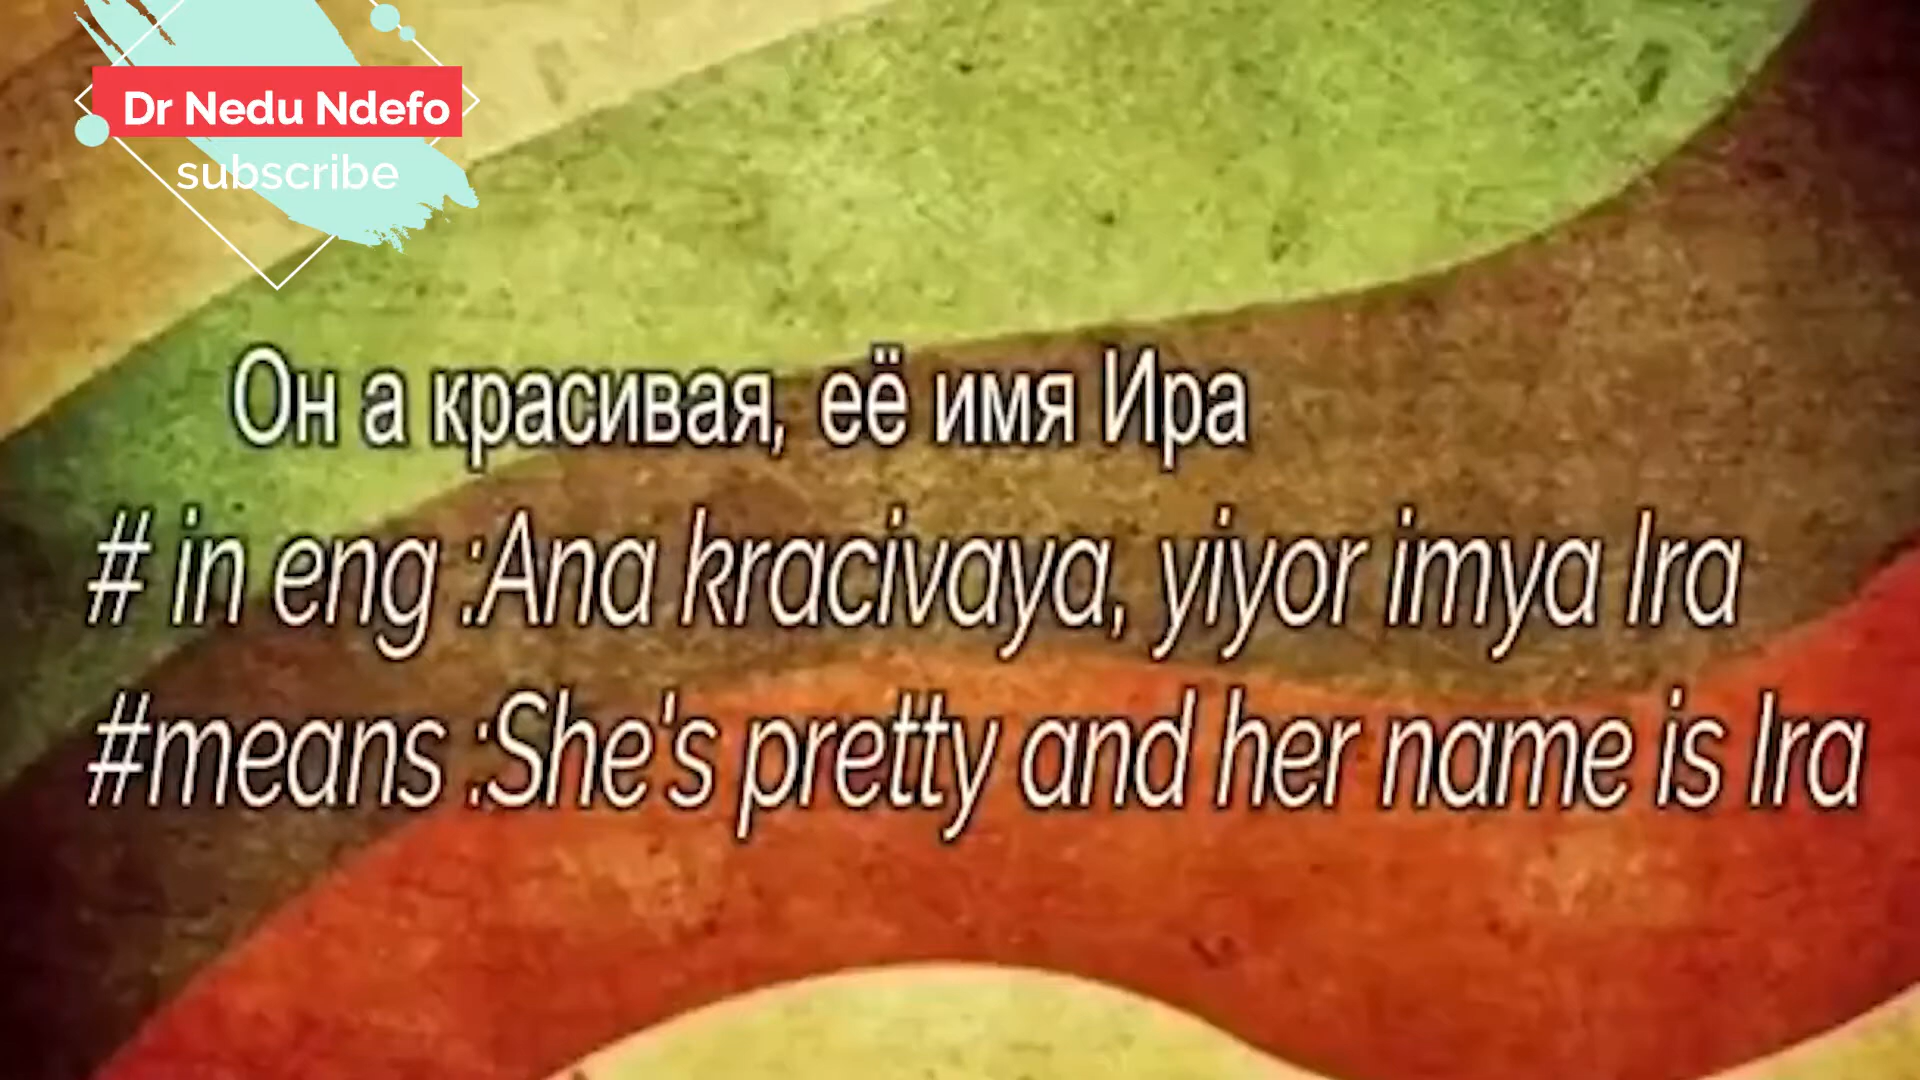 Dr Nedu Ndefo
subscribe
Он а красивая, её имя Ира
# in eng :Ana kracivaya, yiyor imya Ira
#means :She's pretty and her name is Ira